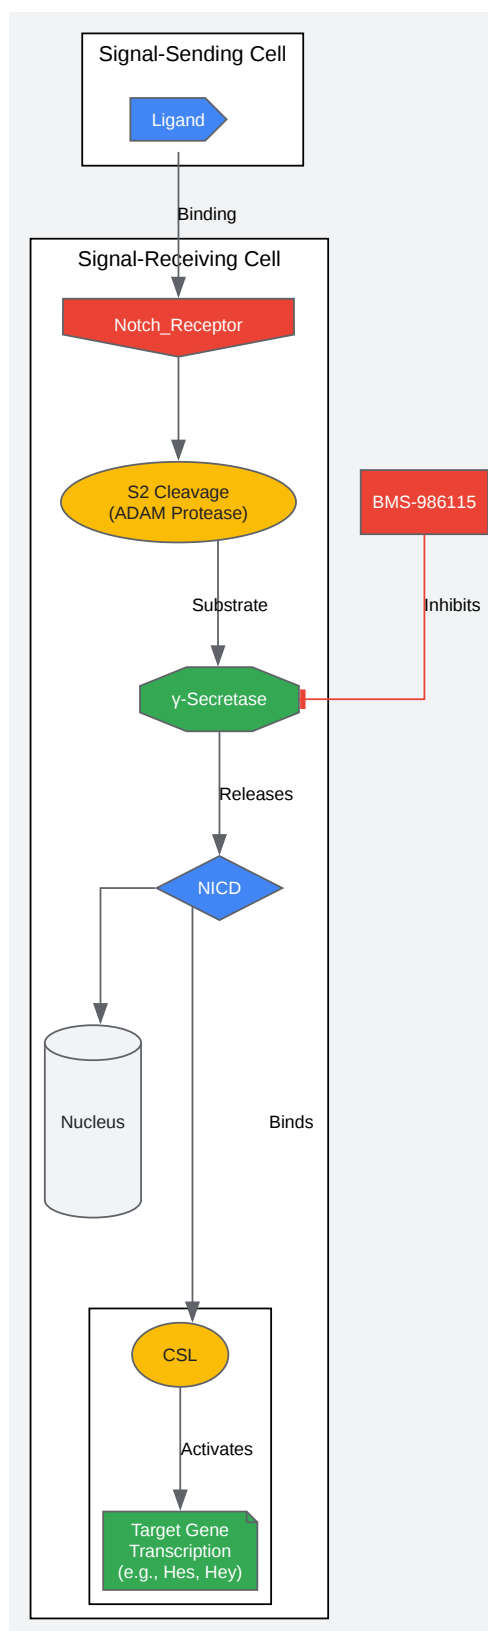 Signal-Sending Cell
Ligand
Binding
Signal-Receiving Cell
Notch_Receptor
S2 Cleavage
(ADAM Protease)
BMS-986115
Substrate
Inhibits
γ-Secretase
Releases
NICD
Nucleus
Binds
CSL
Activates
Target Gene
Transcription
(e.g., Hes, Hey)